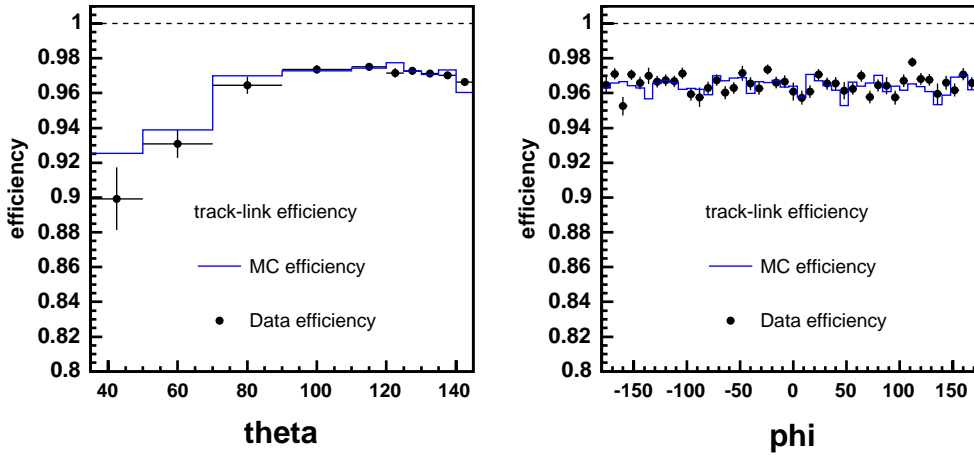 1
0.98
0.96
0.94
0.92
0.9
0.88
0.86
0.84
0.82
0.8
efficiency
track-link efficiency
MC efficiency
Data efficiency
40 60 80 100 120 140
theta
1
0.98
0.96
0.94
0.92
0.9
0.88
0.86
0.84
0.82
0.8
efficiency
track-link efficiency
MC efficiency
Data efficiency
-150 -100 -50 0 50 100 150
phi